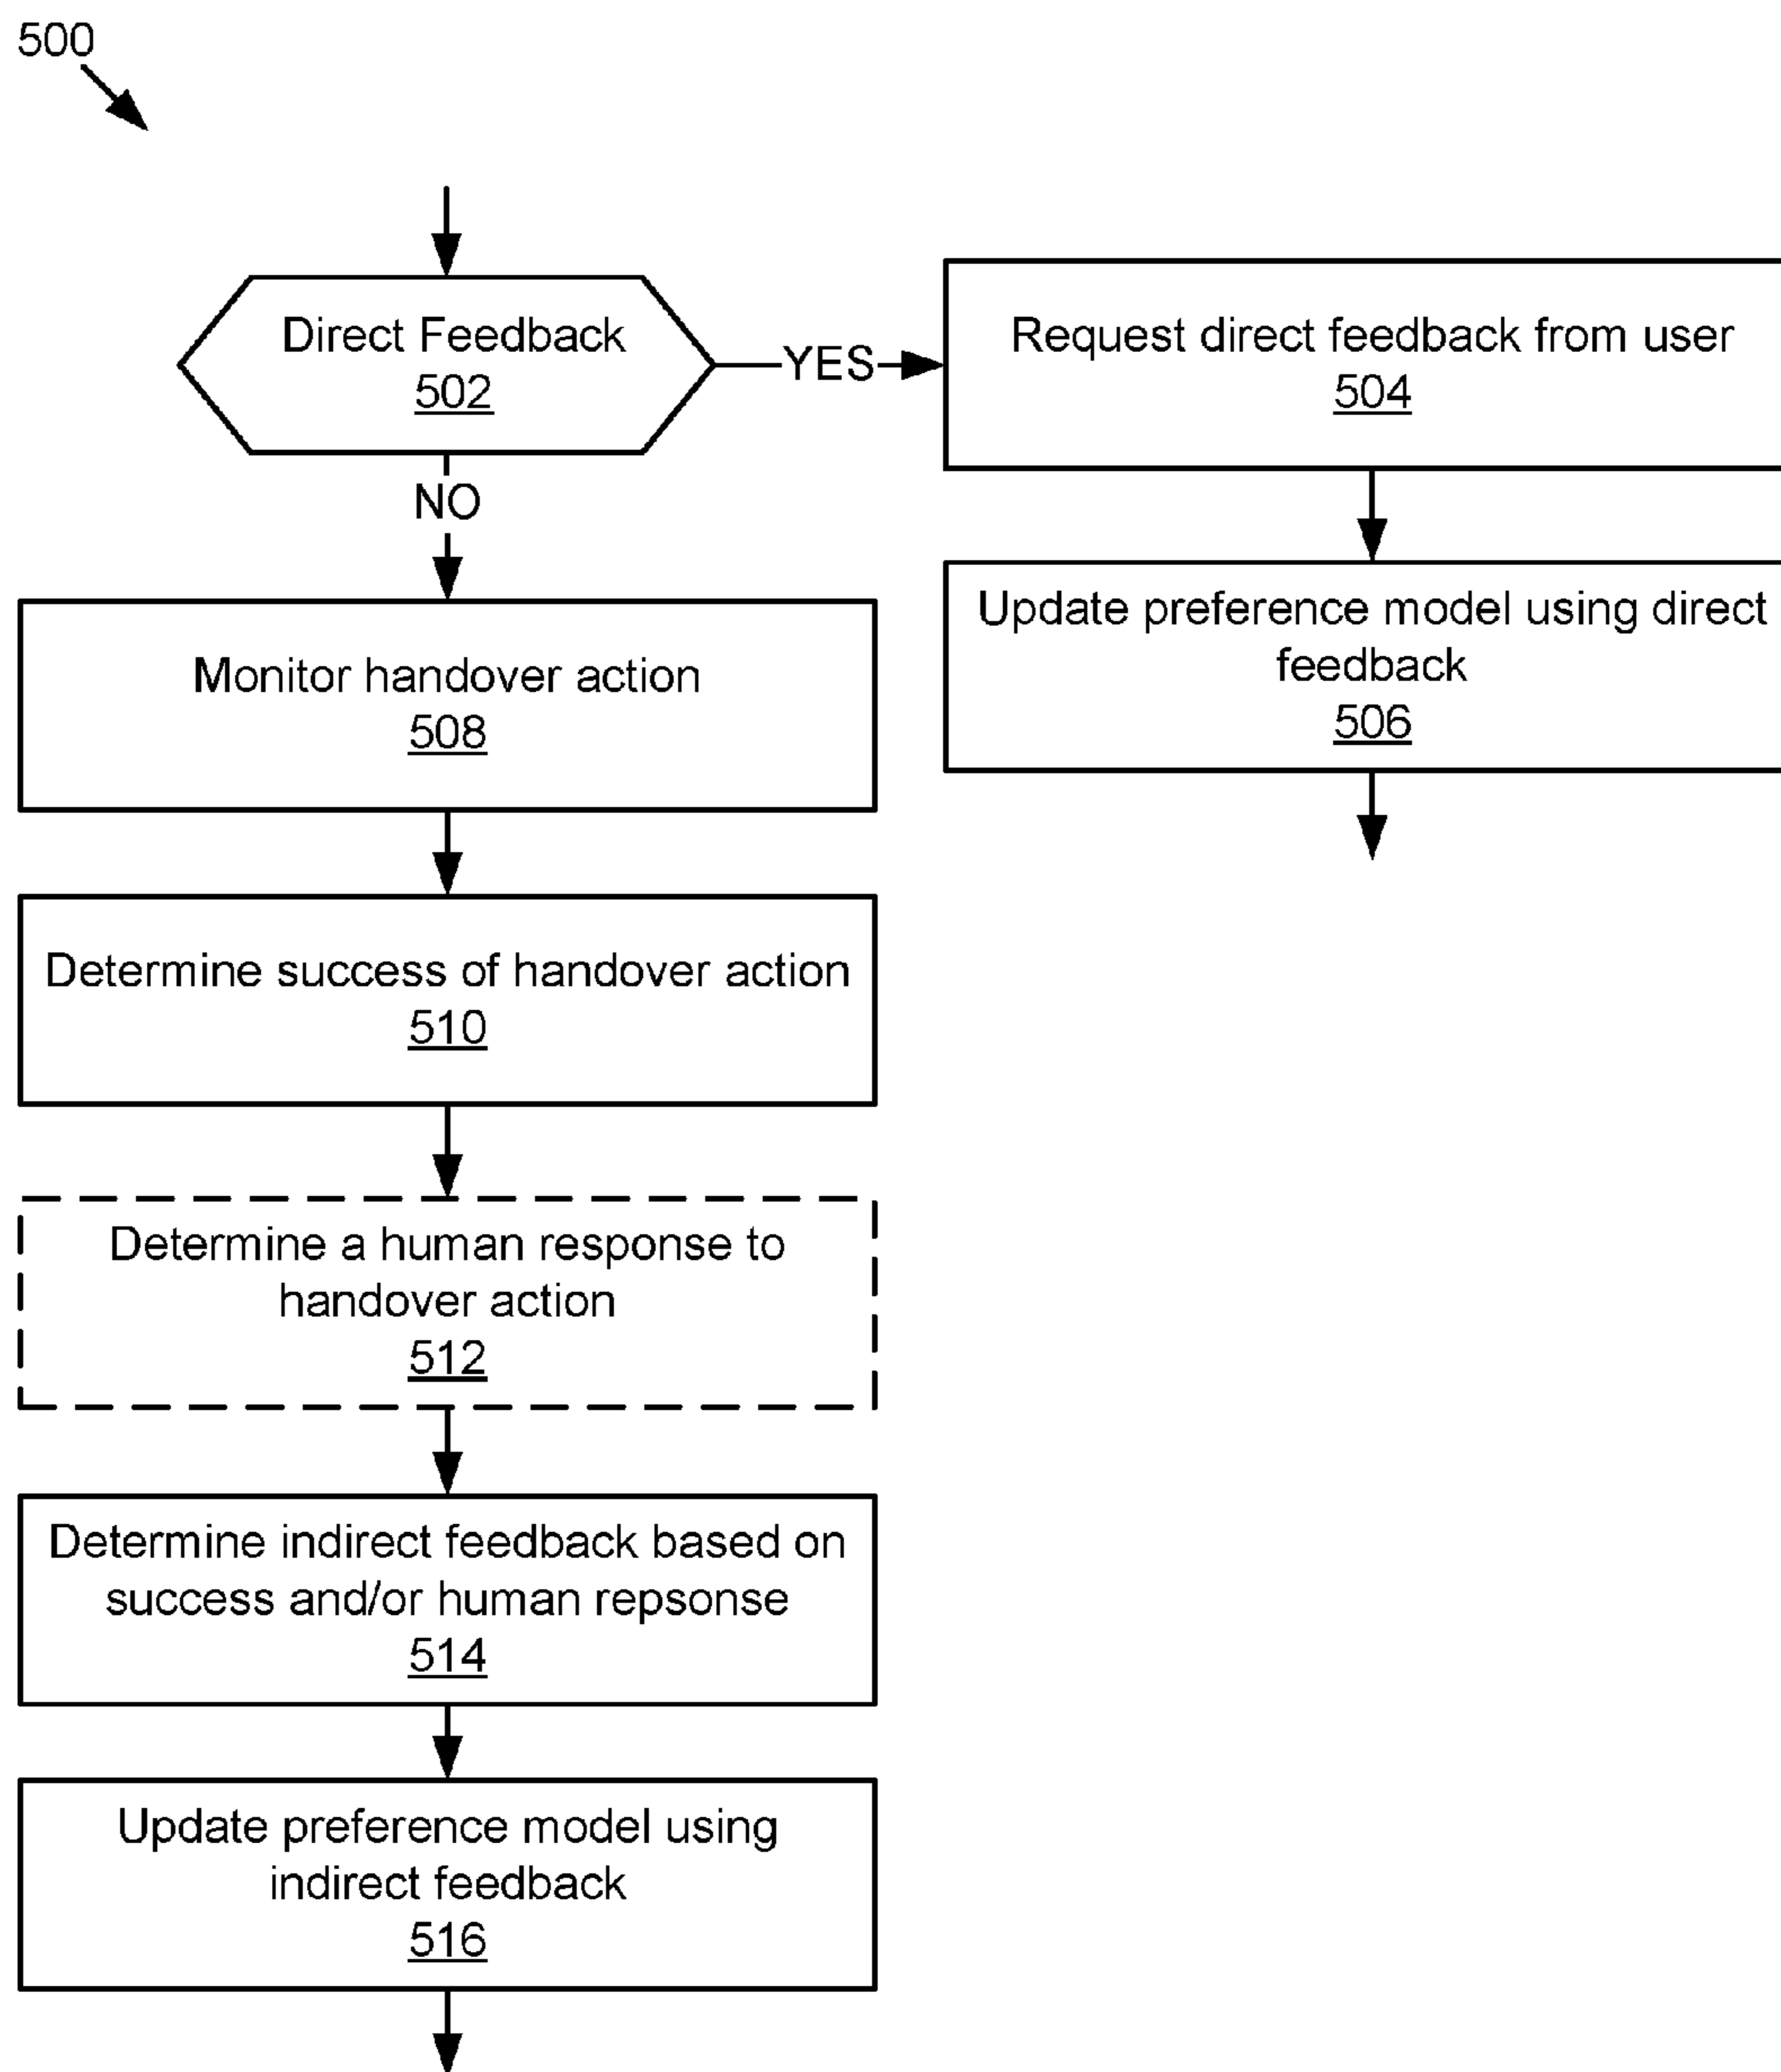 500
Direct Feedback
502
YES
Request direct feedback from user
504
NO
Update preference model using direct
feedback
506
Monitor handover action
508
Determine success of handover action
510
Determine a human response to
handover action
512
Determine indirect feedback based on
success and/or human repsonse
514
Update preference model using
indirect feedback
516